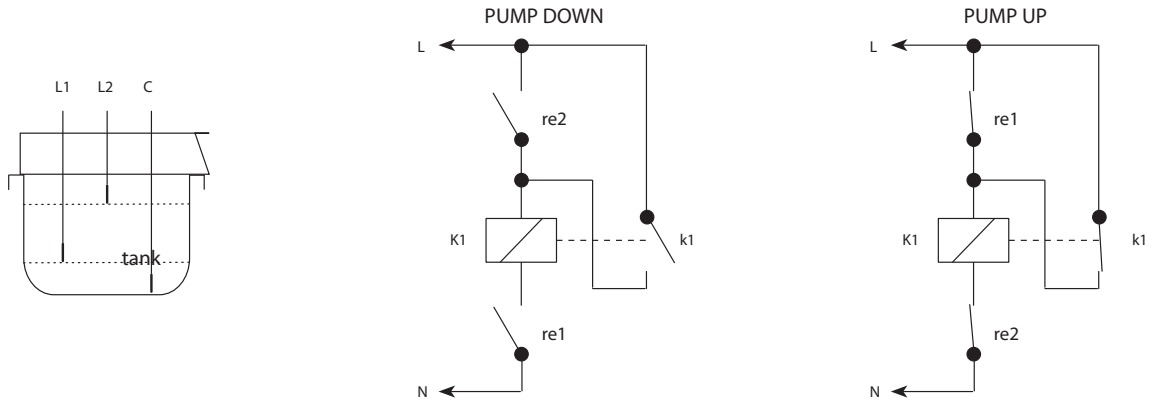 L1 L2 C
tank
PUMP DOWN
L
re2
K1
k1
re1
N
PUMP UP
L
re1
K1
k1
re2
N